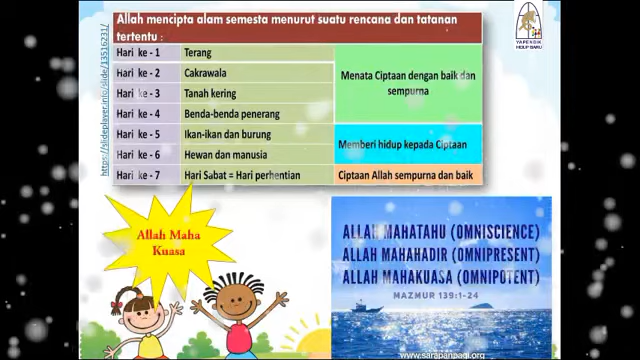 Allah mencipta alam semesta menurut suatu rencana dan tatanan
tertentu :
Hari ke - 1 Terang
Hari ke - 2 Cakrawala
Hari ke - 3 Tanah kering
Hari ke - 4 Benda-benda penerang
Hari ke - 5 Ikan-ikan dan burung
Hari ke - 6 Hewan dan manusia
Hari ke - 7 Hari Sabat = Hari perhentian
Menata Ciptaan dengan baik dan
sempurna
Memberi hidup kepada Ciptaan
Ciptaan Allah sempurna dan baik
https://slideplayer.info/slide/13516231/
YAPENDIK
HIDUP BARU
Allah Maha
Kuasa
ALLAH MAHATAHU (OMNISCIENCE)
ALLAH MAHAHADIR (OMNIPRESENT)
ALLAH MAHAKUASA (OMNIPOTENT)
MAZMUR 139:1-24
www.sarapanpagi.org